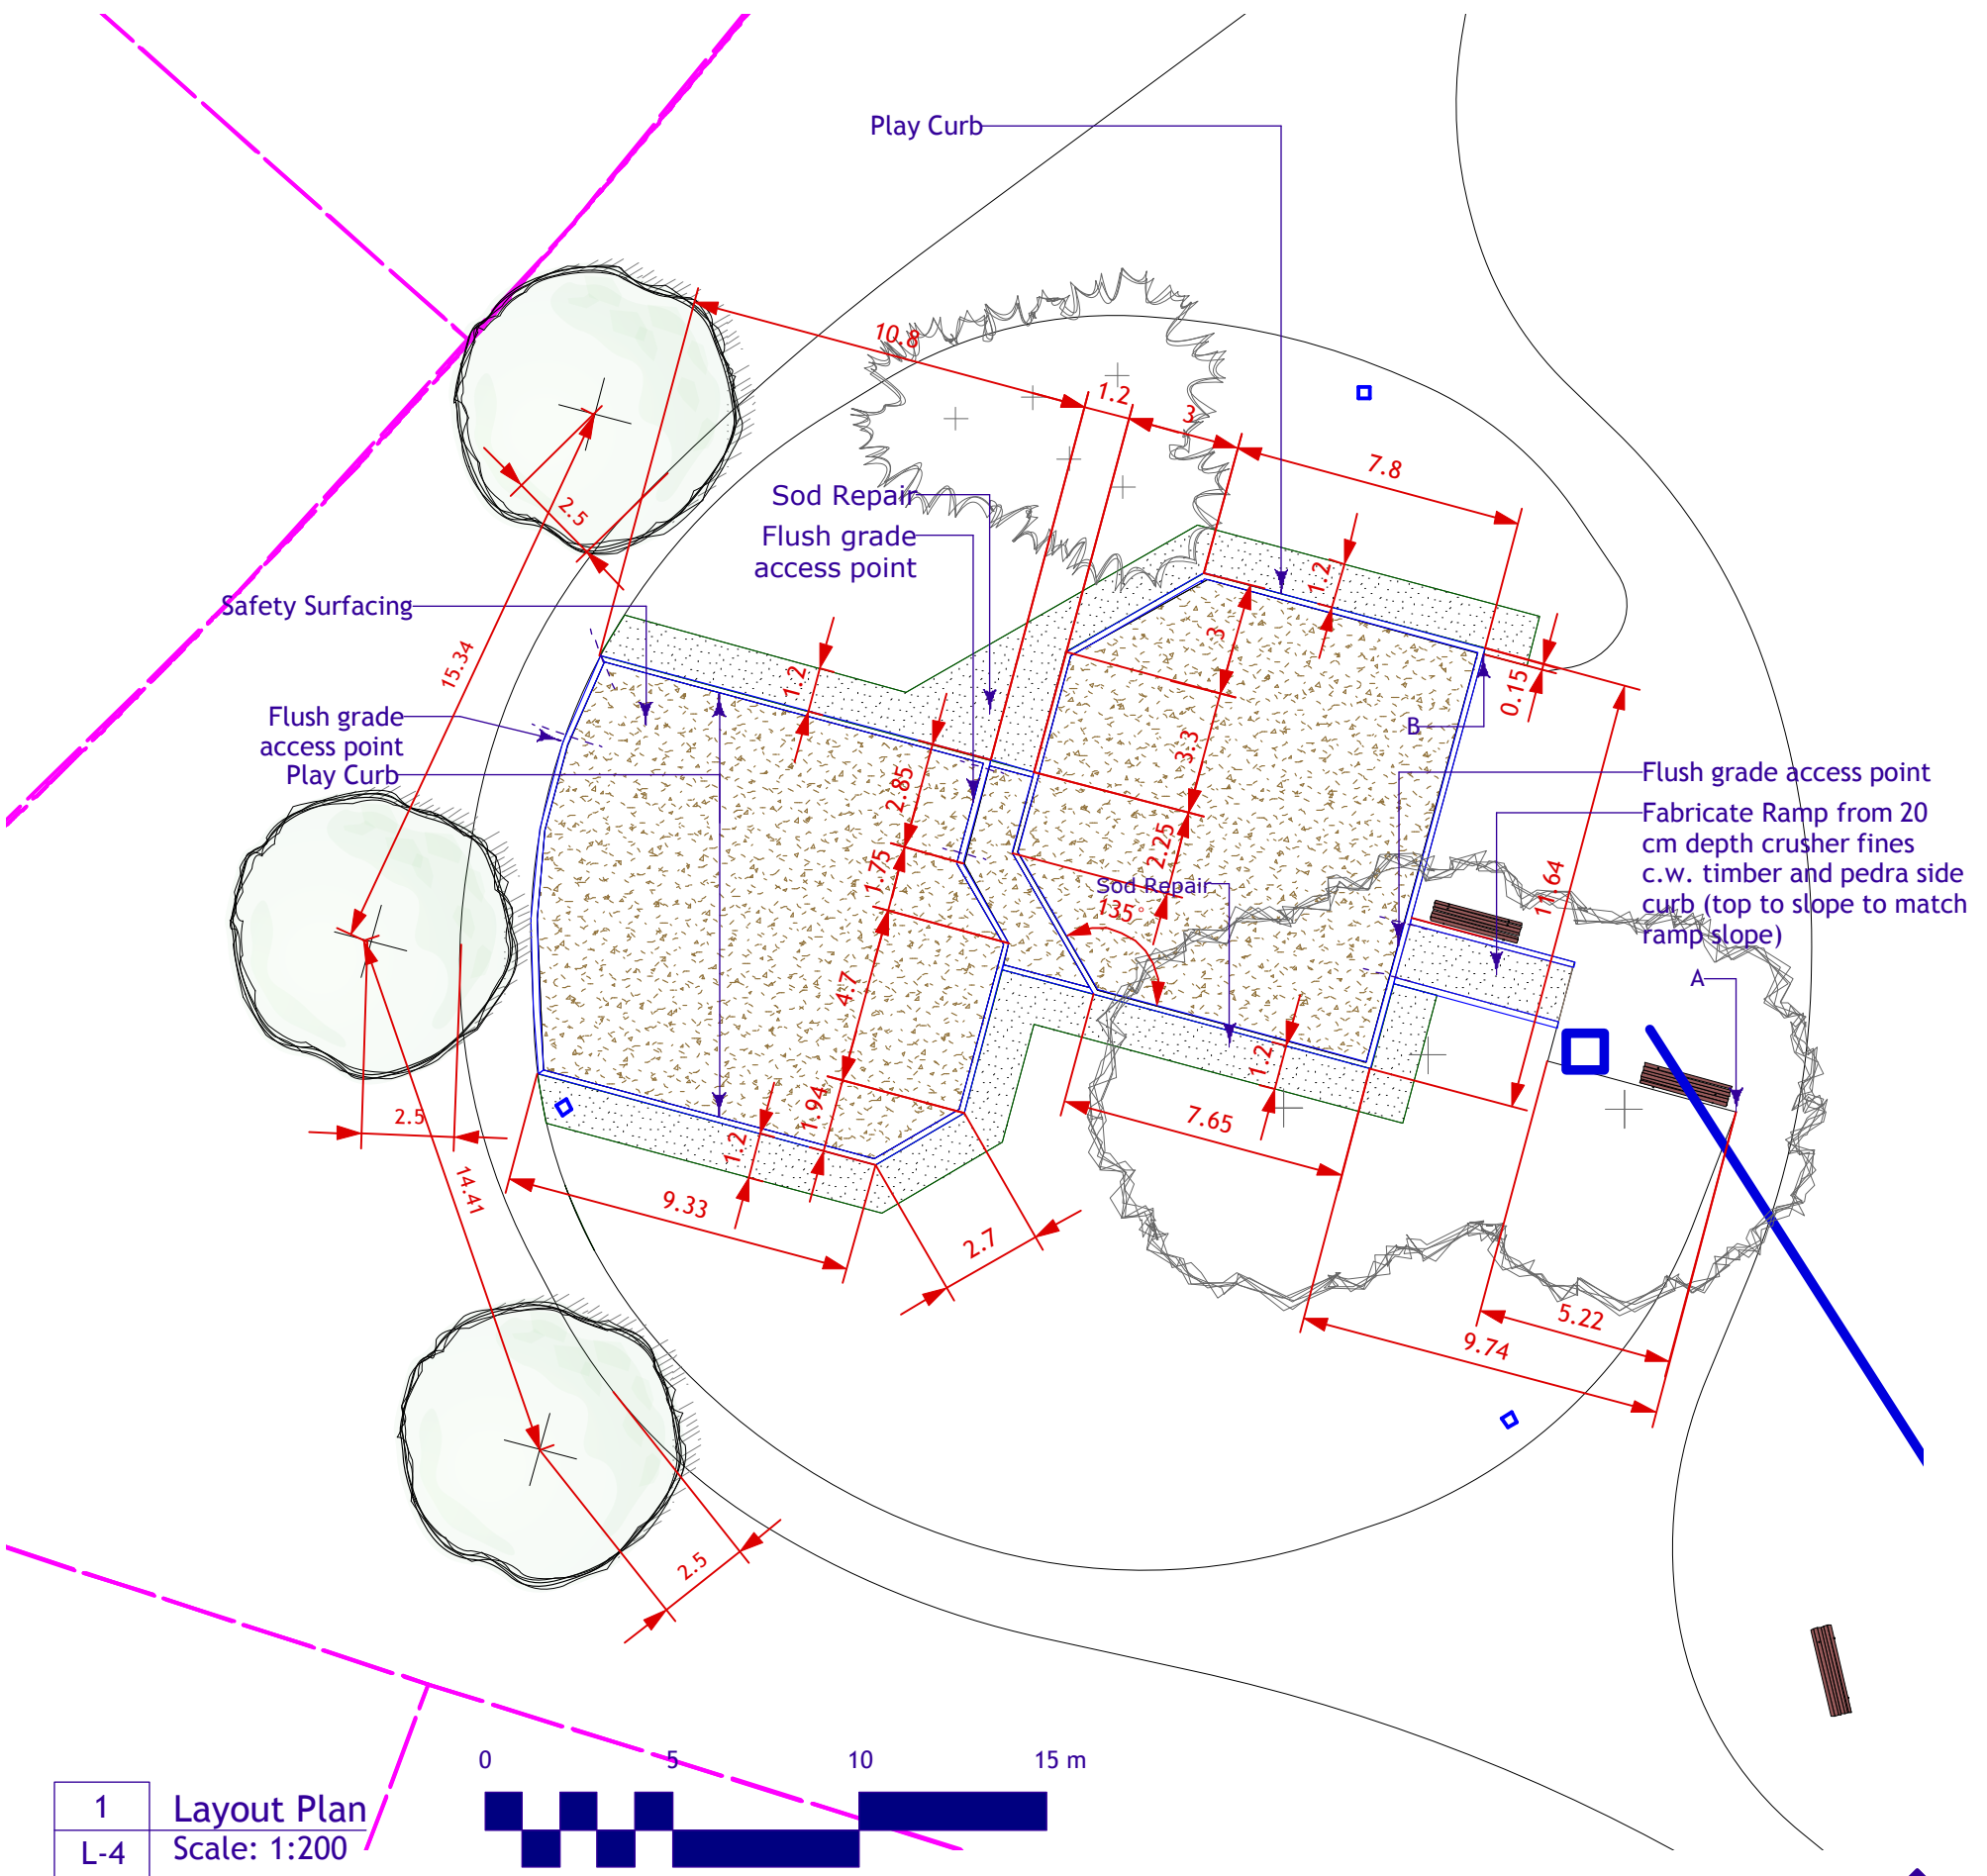 Play Curb
10.8
1.2
3
7.8
2.5
Sod Repair
Flush grade
access point
1.2
Safety Surfacing
3
15.34
1.2
0.15
B
Flush grade
access point
Play Curb
2.85
3.3
Flush grade access point
Fabricate Ramp from 20
cm depth crusher fines
c.w. timber and pedra side
curb (top to slope to match
ramp slope)
1.75
2.25
Sod Repair
135°
11.64
A
4.7
1.2
1.94
1.2
2.5
7.65
14.41
9.33
2.7
5.22
9.74
2.5
0 5 10 15 m
1
Layout Plan
L-4
Scale: 1:200